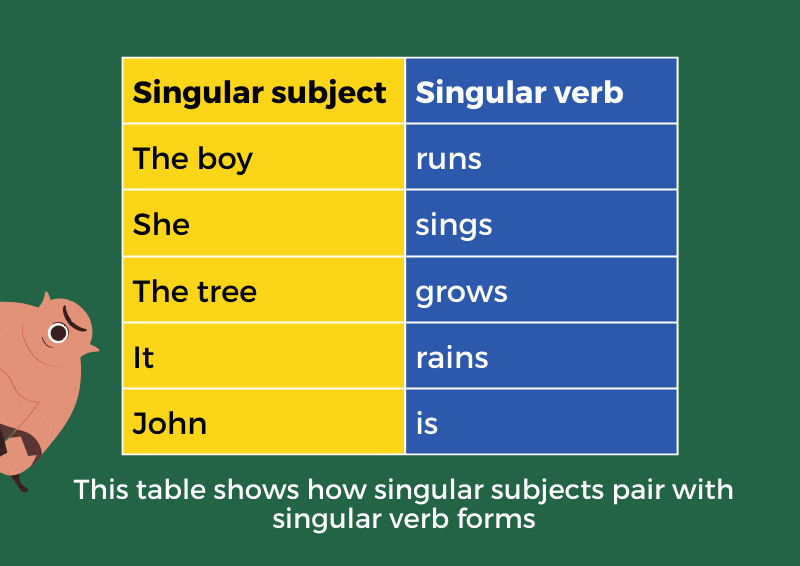 Singular subject Singular verb
The boy runs
She sings
The tree grows
It rains
John is
This table shows how singular subjects pair with
singular verb forms